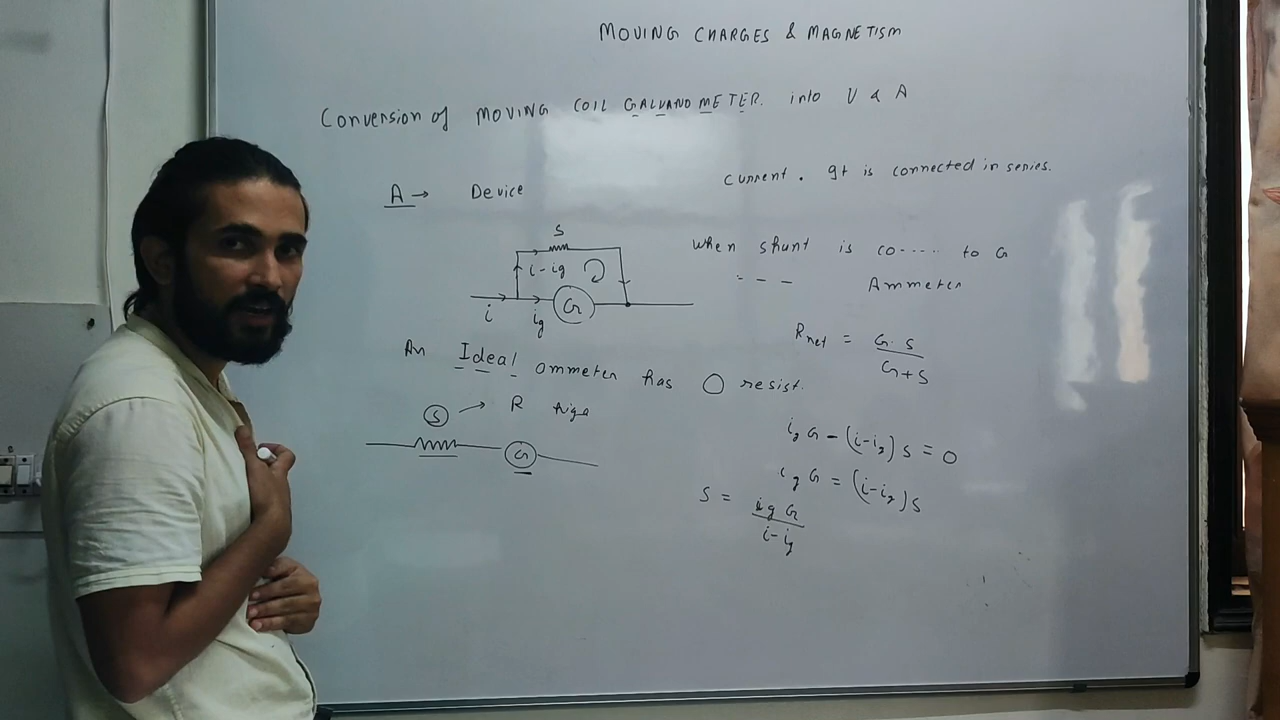 MOVING CHARGES & MAGNETISM
Conversion of MOVING COIL GALVANOMETER. into V & A
A → Device current. It is connected in series.
S
i-ig
G
i
ig
When shunt is co..... to G
- - - Ammeter
Rnet = G.S / G+S
An Ideal ammeter has 0 resist.
S → R
G
ig G - (i-ig) S = 0
ig G = (i-ig) S
S = ig G / i-ig